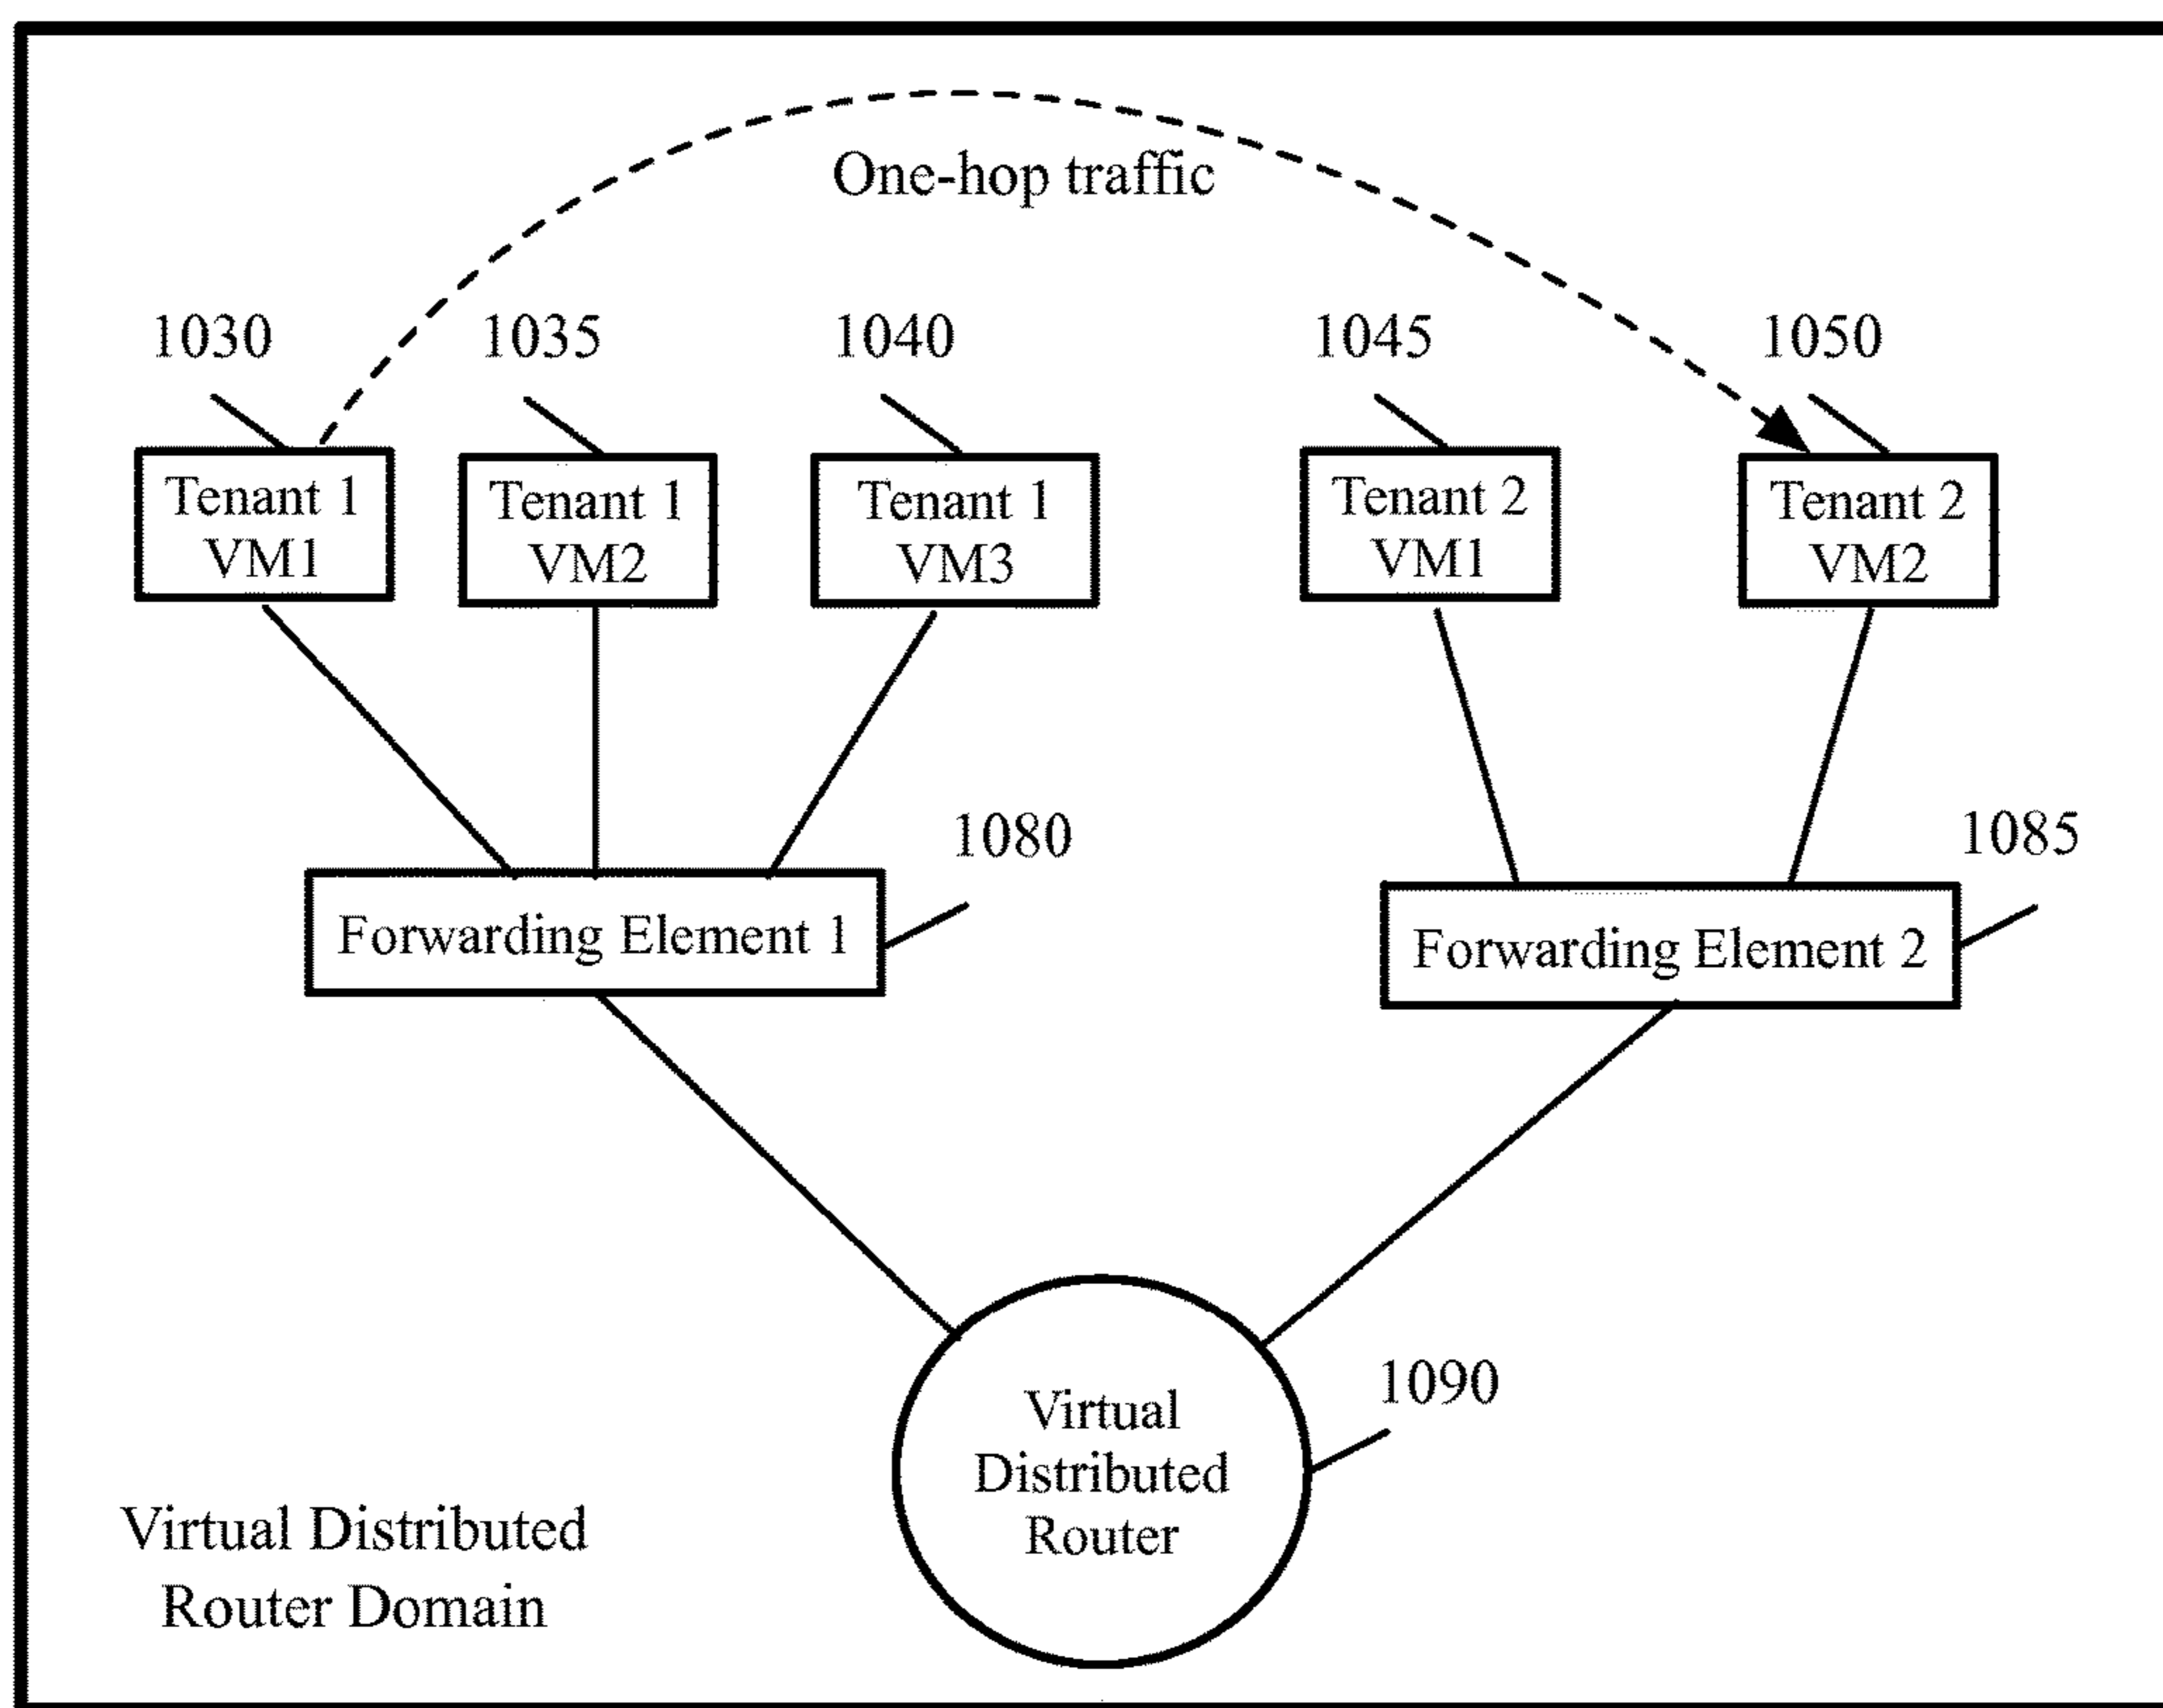 One-hop traffic
1030
1035
1040
1045
1050
Tenant 1
VM1
Tenant 1
VM2
Tenant 1
VM3
Tenant 2
VM1
Tenant 2
VM2
1080
1085
Forwarding Element 1
Forwarding Element 2
1090
Virtual
Distributed
Router
Virtual Distributed
Router Domain